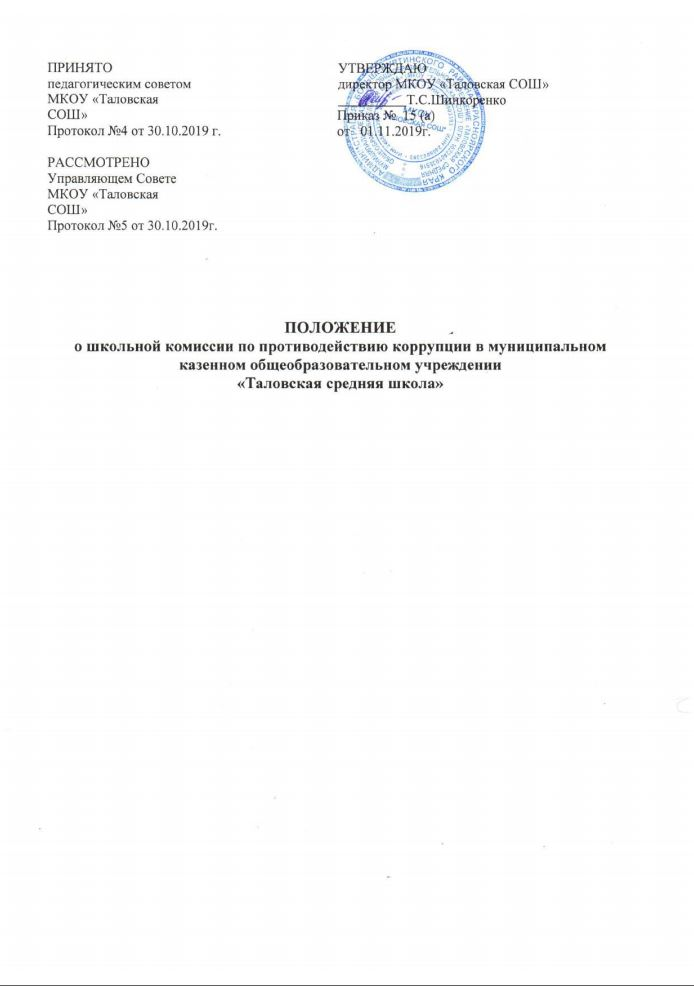 ПРИНЯТО
педагогическим советом
МКОУ «Таловская
СОШ»
Протокол №4 от 30.10.2019 г.
РАССМОТРЕНО
Управляющем Совете
МКОУ «Таловская
СОШ»
Протокол №5 от 30.10.2019г.
УТВЕРЖДАЮ
директор МКОУ «Таловская СОШ»
Т.С.Шинкоренко
Приказ № 15 (а)
от 01.11.2019г.
ПОЛОЖЕНИЕ
о школьной комиссии по противодействию коррупции в муниципальном
казенном общеобразовательном учреждении
«Таловская средняя школа»